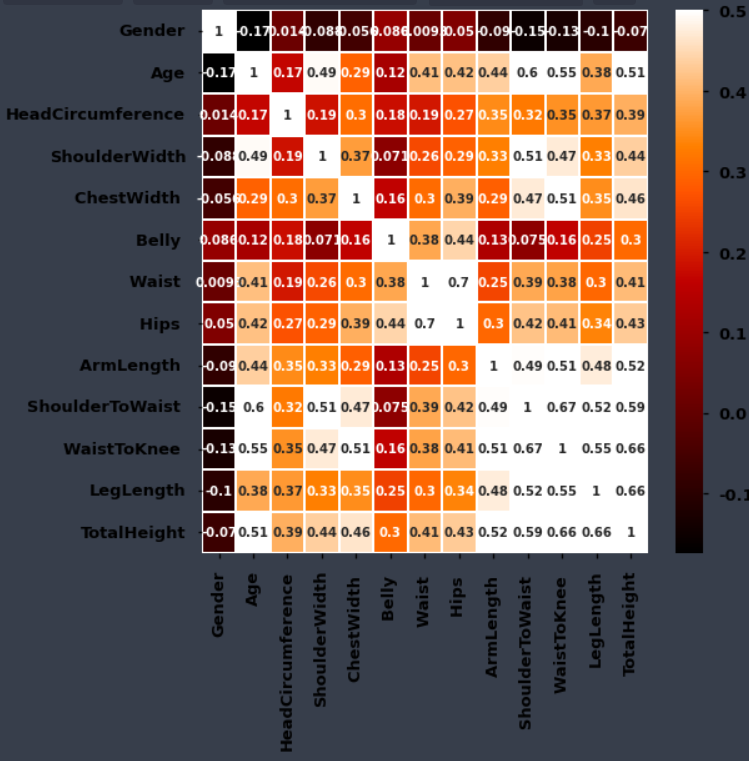 0.5
Gender 1 -0.17 0.014 -0.088 -0.056 0.086 0.0093 0.05 -0.09 -0.15 -0.13 -0.1 -0.07
Age -0.17 1 0.17 0.49 0.29 0.12 0.41 0.42 0.44 0.6 0.55 0.38 0.51
0.4
HeadCircumference 0.014 0.17 1 0.19 0.3 0.18 0.19 0.27 0.35 0.32 0.35 0.37 0.39
ShoulderWidth -0.08 0.49 0.19 1 0.37 0.071 0.26 0.29 0.33 0.51 0.47 0.33 0.44
0.3
ChestWidth -0.056 0.29 0.3 0.37 1 0.16 0.3 0.39 0.29 0.47 0.51 0.35 0.46
Belly 0.086 0.12 0.18 0.071 0.16 1 0.38 0.44 0.13 0.075 0.16 0.25 0.3
0.2
Waist 0.009 0.41 0.19 0.26 0.3 0.38 1 0.7 0.25 0.39 0.38 0.3 0.41
Hips 0.05 0.42 0.27 0.29 0.39 0.44 0.7 1 0.3 0.42 0.41 0.34 0.43
0.1
ArmLength -0.09 0.44 0.35 0.33 0.29 0.13 0.25 0.3 1 0.49 0.51 0.48 0.52
ShoulderToWaist -0.15 0.6 0.32 0.51 0.47 0.075 0.39 0.42 0.49 1 0.67 0.52 0.59
0.0
WaistToKnee -0.13 0.55 0.35 0.47 0.51 0.16 0.38 0.41 0.51 0.67 1 0.55 0.66
LegLength -0.1 0.38 0.37 0.33 0.35 0.25 0.3 0.34 0.48 0.52 0.55 1 0.66
-0.1
TotalHeight -0.07 0.51 0.39 0.44 0.46 0.3 0.41 0.43 0.52 0.59 0.66 0.66 1
Gender
Age
HeadCircumference
ShoulderWidth
ChestWidth
Belly
Waist
Hips
ArmLength
ShoulderToWaist
WaistToKnee
LegLength
TotalHeight